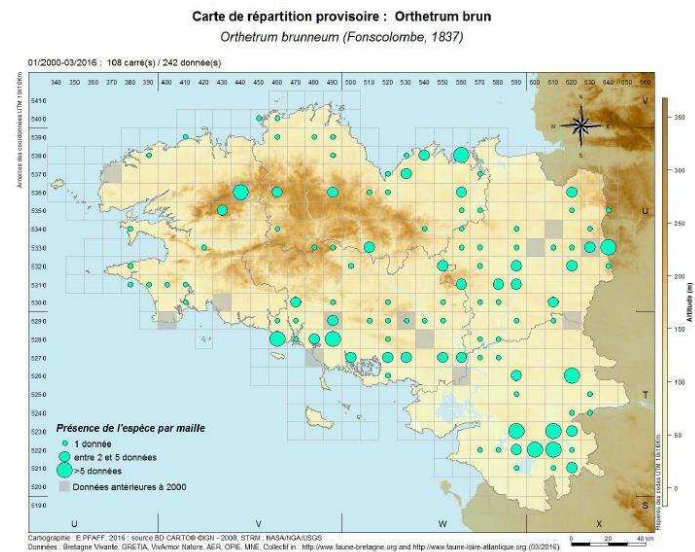 Carte de répartition provisoire : Orthetrum brun
Orthetrum brunneum (Fonscolombe, 1837)
01/2000-03/2016 : 108 carré(s) / 242 donnée(s)
340 350 360 370 380 390 400 410 420 430 440 450 460 470 480 490 500 510 520 530 540 550 560 570 580 590 600 610 620 630 640
V
5410
5400
5390
5380
5370
5360
5350
5340
5330
5320
5310
5300
5290
5280
5270
5260
5250
5240
5230
5220
5210
5200
5190
N
W
E
S
U
T
S
U V W X
350
300
250
200
150
100
50
0
Altitude (m)
Présence de l'espèce par maille
1 donnée
entre 2 et 5 données
>5 données
Données antérieures à 2000
0 20 40 km
Cartographie : E.PFAFF, 2016 ; source BD CARTO® ©IGN - 2008, STRM : NASA/NGA/USGS
Données : Bretagne Vivante, GRETIA, VivArmor Nature, AER, OPIE, MNE, Collectif in : http://www.faune-bretagne.org and http://www.faune-loire-atlantique.org (03/2016)